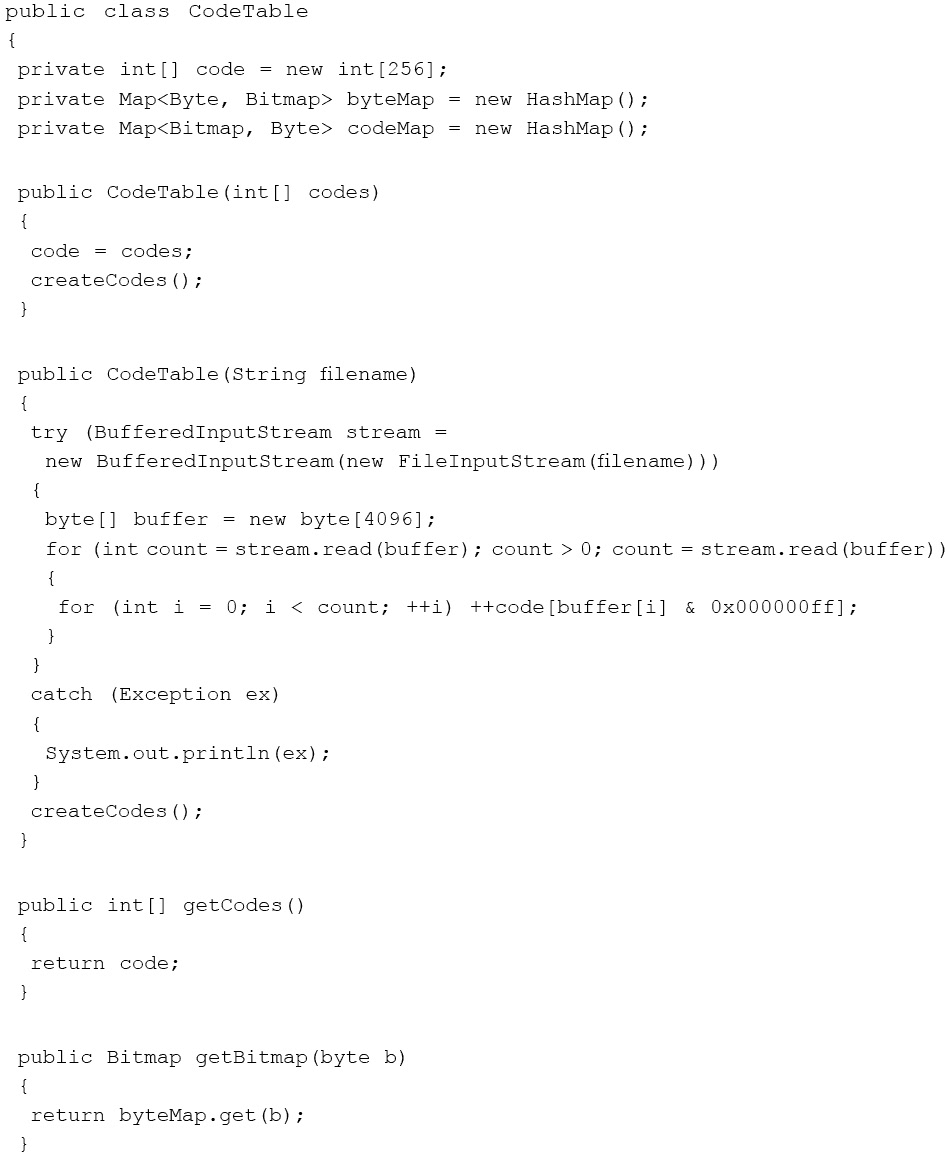 public class CodeTable
{
private int[] code = new int[256];
private Map<Byte, Bitmap> byteMap = new HashMap();
private Map<Bitmap, Byte> codeMap = new HashMap();
public CodeTable(int[] codes)
{
code = codes;
createCodes();
}
public CodeTable(String filename)
{
try (BufferedInputStream stream =
new BufferedInputStream(new FileInputStream(filename)))
{
byte[] buffer = new byte[4096];
for (int count = stream.read(buffer); count > 0; count = stream.read(buffer))
{
for (int i = 0; i < count; ++i) ++code[buffer[i] & 0x000000ff];
}
}
catch (Exception ex)
{
System.out.println(ex);
}
createCodes();
}
public int[] getCodes()
{
return code;
}
public Bitmap getBitmap(byte b)
{
return byteMap.get(b);
}